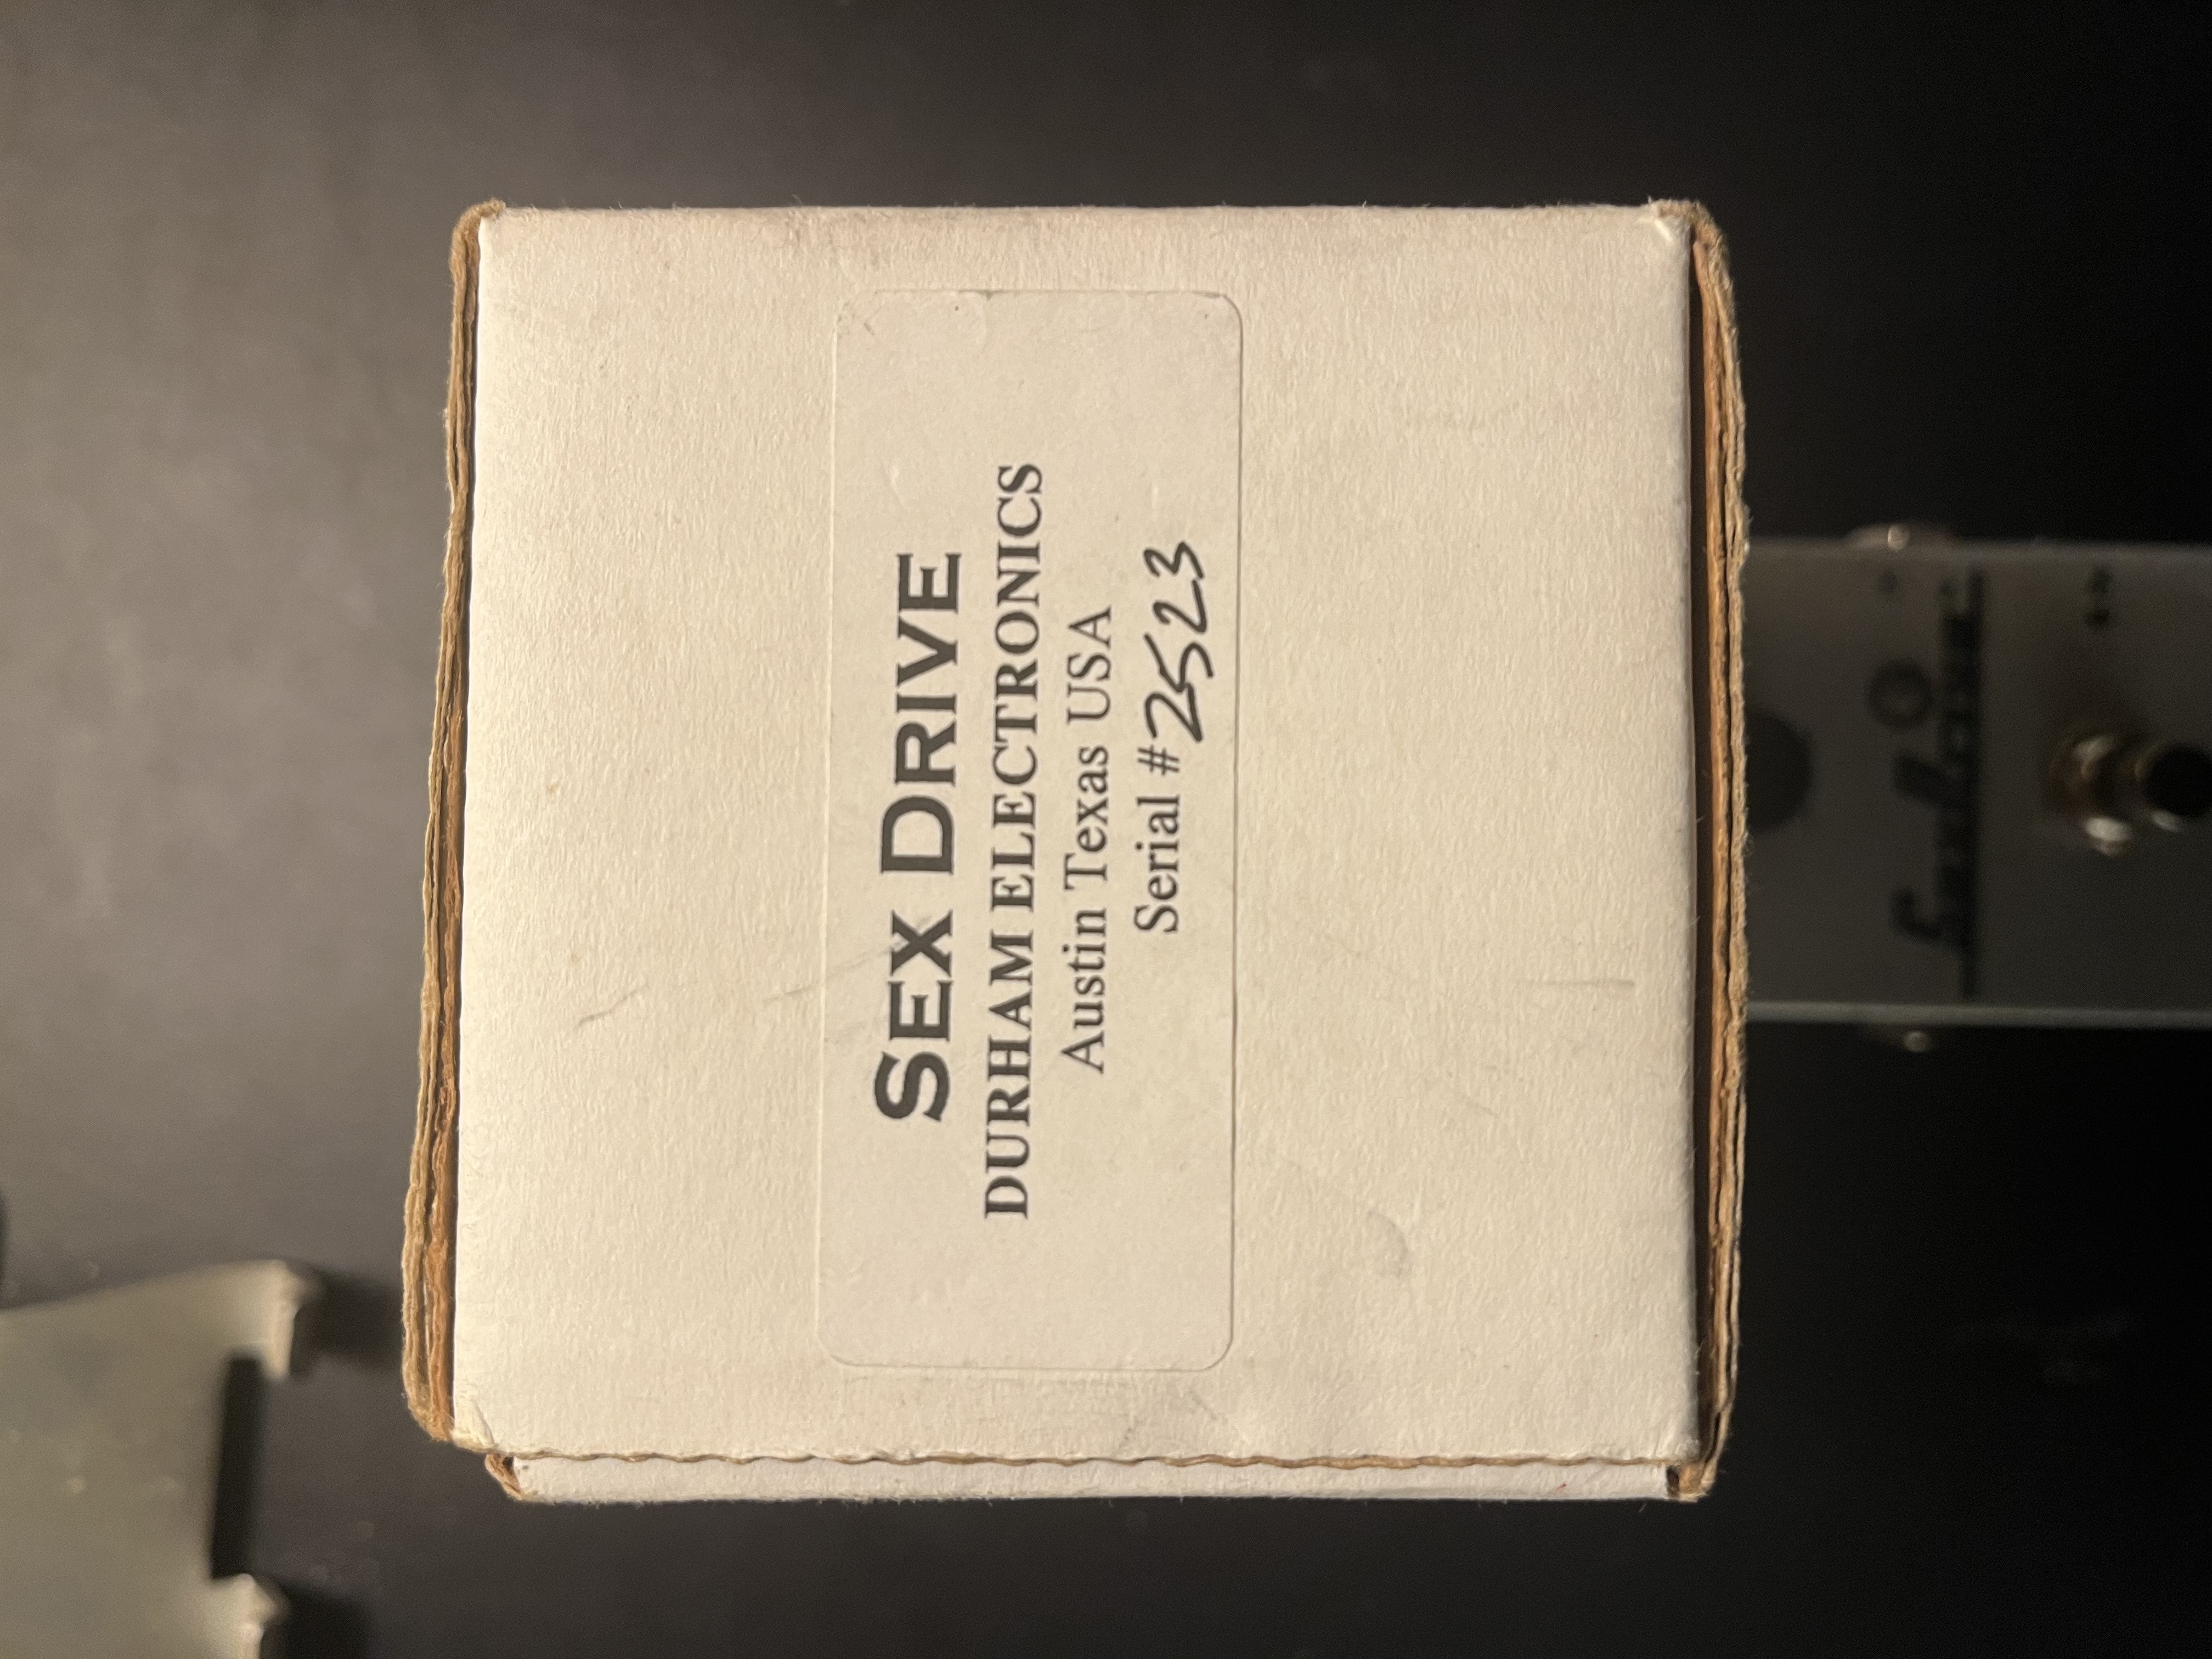 SEX DRIVE
DURHAM ELECTRONICS
Austin Texas USA
Serial #2523